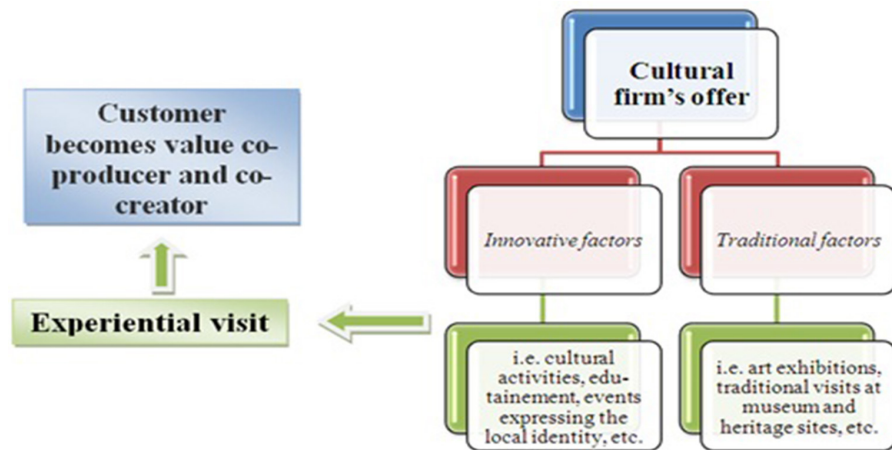 Cultural
firm's offer
Customer
becomes value co-
producer and co-
creator
Innovative factors
Traditional factors
Experiential visit
i.e. cultural
activities, edu-
tainement, events
expressing the
local identity, etc.
i.e. art exhibitions,
traditional visits at
museum and
heritage sites, etc.